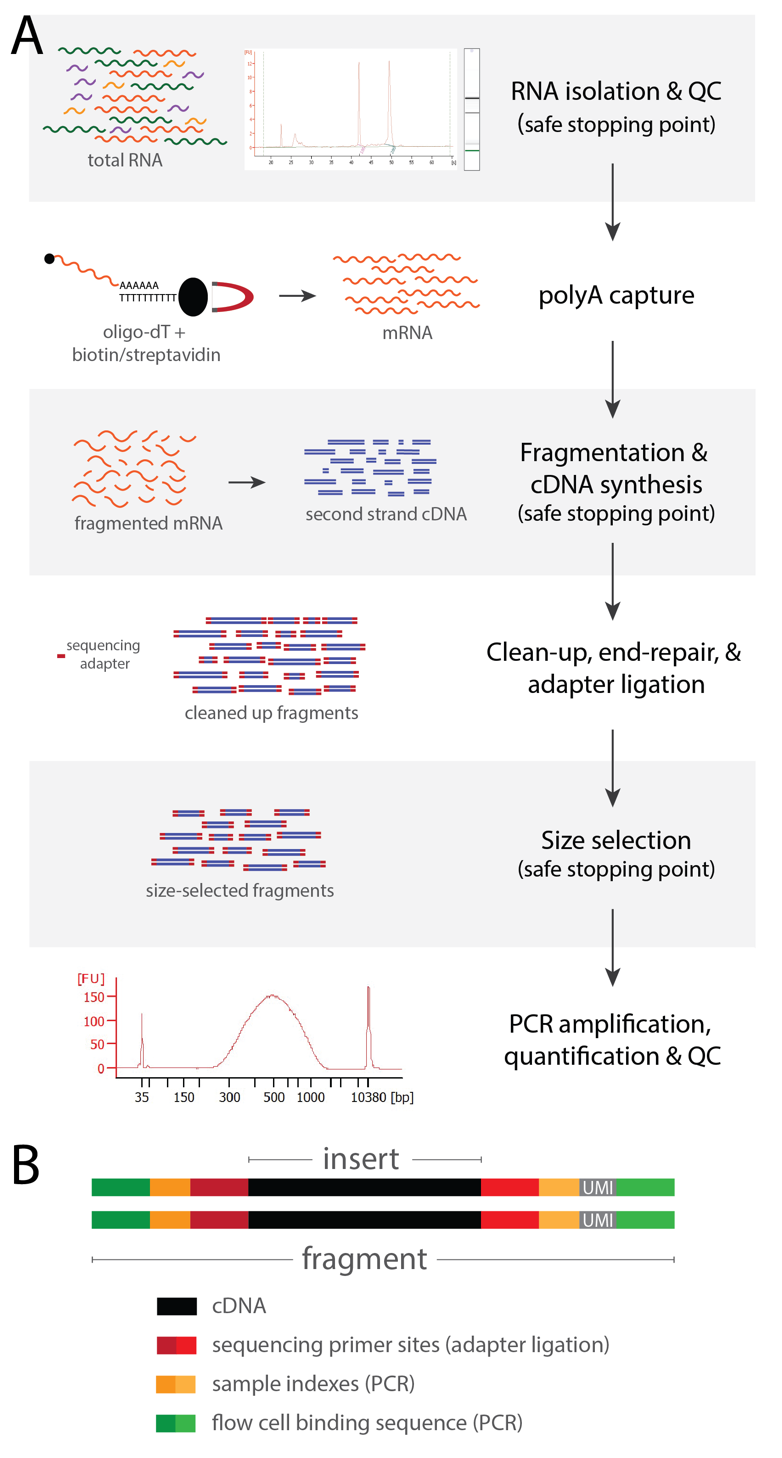 A
total RNA
[FU]
RNA isolation & QC
(safe stopping point)
AAAAAA
TTTTTTTTT
oligo-dT +
biotin/streptavidin
mRNA
polyA capture
fragmented mRNA
second strand cDNA
Fragmentation &
cDNA synthesis
(safe stopping point)
sequencing
adapter
cleaned up fragments
Clean-up, end-repair, &
adapter ligation
size-selected fragments
Size selection
(safe stopping point)
[FU]
150
100
50
0
35 150 300 500 1000 10380 [bp]
PCR amplification,
quantification & QC
B
insert
UMI
UMI
fragment
cDNA
sequencing primer sites (adapter ligation)
sample indexes (PCR)
flow cell binding sequence (PCR)